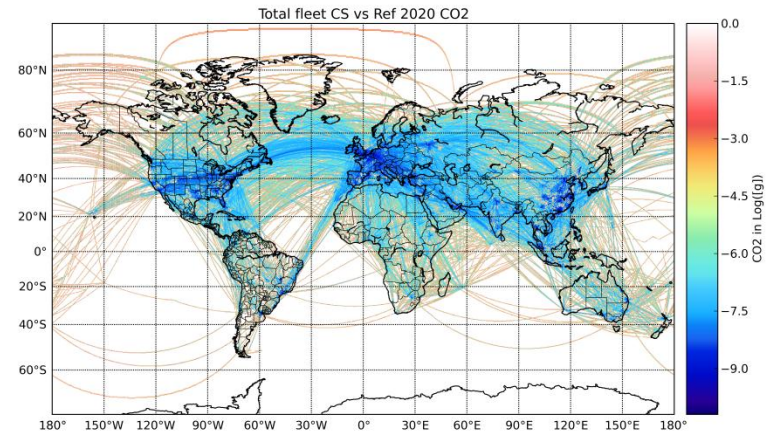 Total fleet CS vs Ref 2020 CO2
80°N
60°N
40°N
20°N
0°
20°S
40°S
60°S
180° 150°W 120°W 90°W 60°W 30°W 0° 30°E 60°E 90°E 120°E 150°E 180°
0.0
−1.5
−3.0
−4.5
−6.0
−7.5
−9.0
CO2 in Log([g)